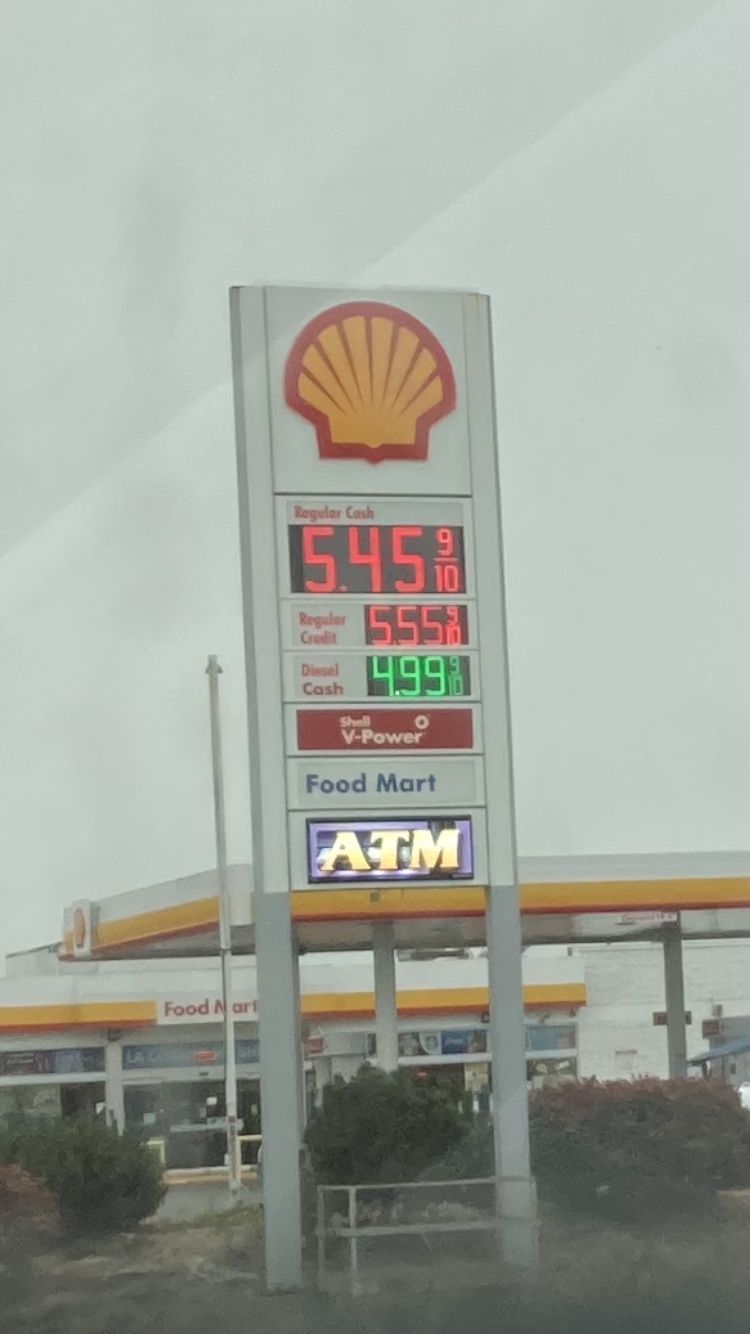 Regular Cash
5.45 9/10
Regular
Credit
5.55 9/10
Diesel
Cash
4.99 9/10
Shell
V-Power
Food Mart
ATM
Food Mart